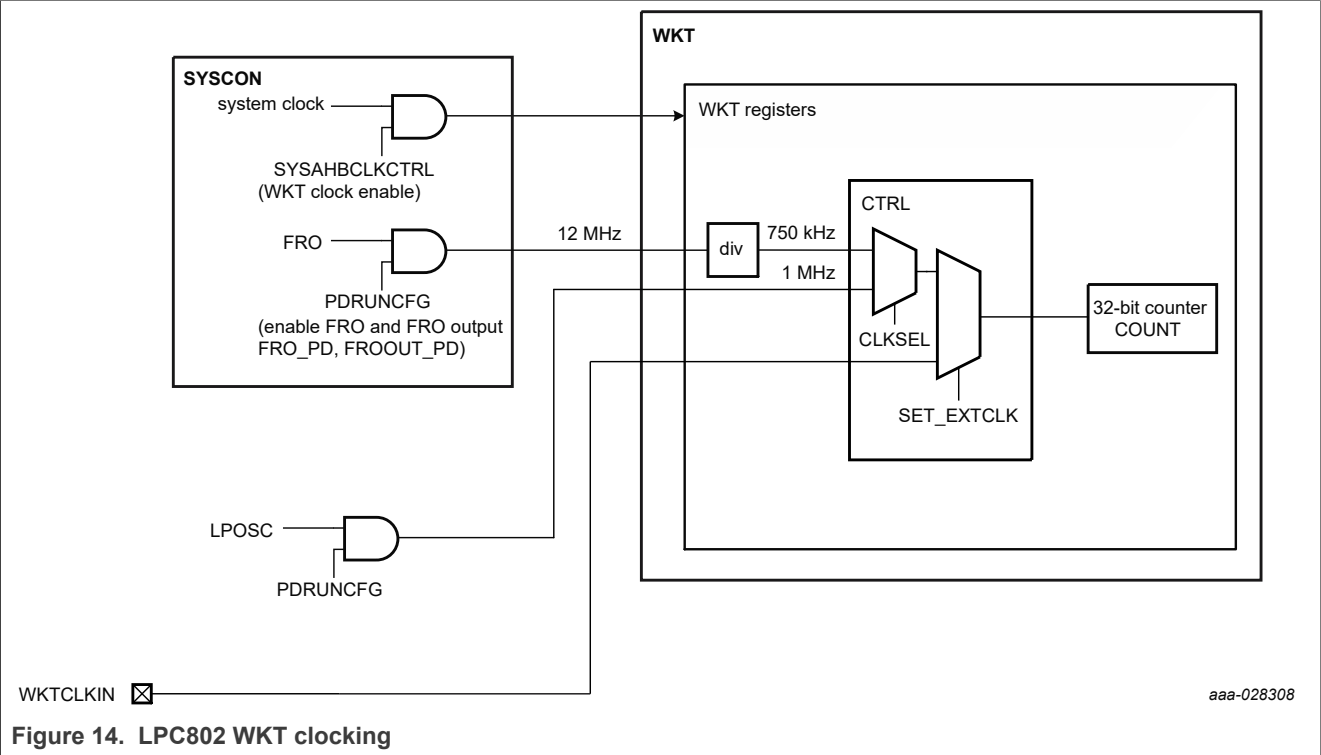 WKT
SYSCON
system clock
WKT registers
SYSAHBCLKCTRL
(WKT clock enable)
CTRL
FRO
12 MHz
div
750 kHz
1 MHz
PDRUNCFG
(enable FRO and FRO output
FRO_PD, FROOUT_PD)
32-bit counter
COUNT
CLKSEL
SET_EXTCLK
LPOSC
PDRUNCFG
WKTCLKIN
aaa-028308
Figure 14. LPC802 WKT clocking